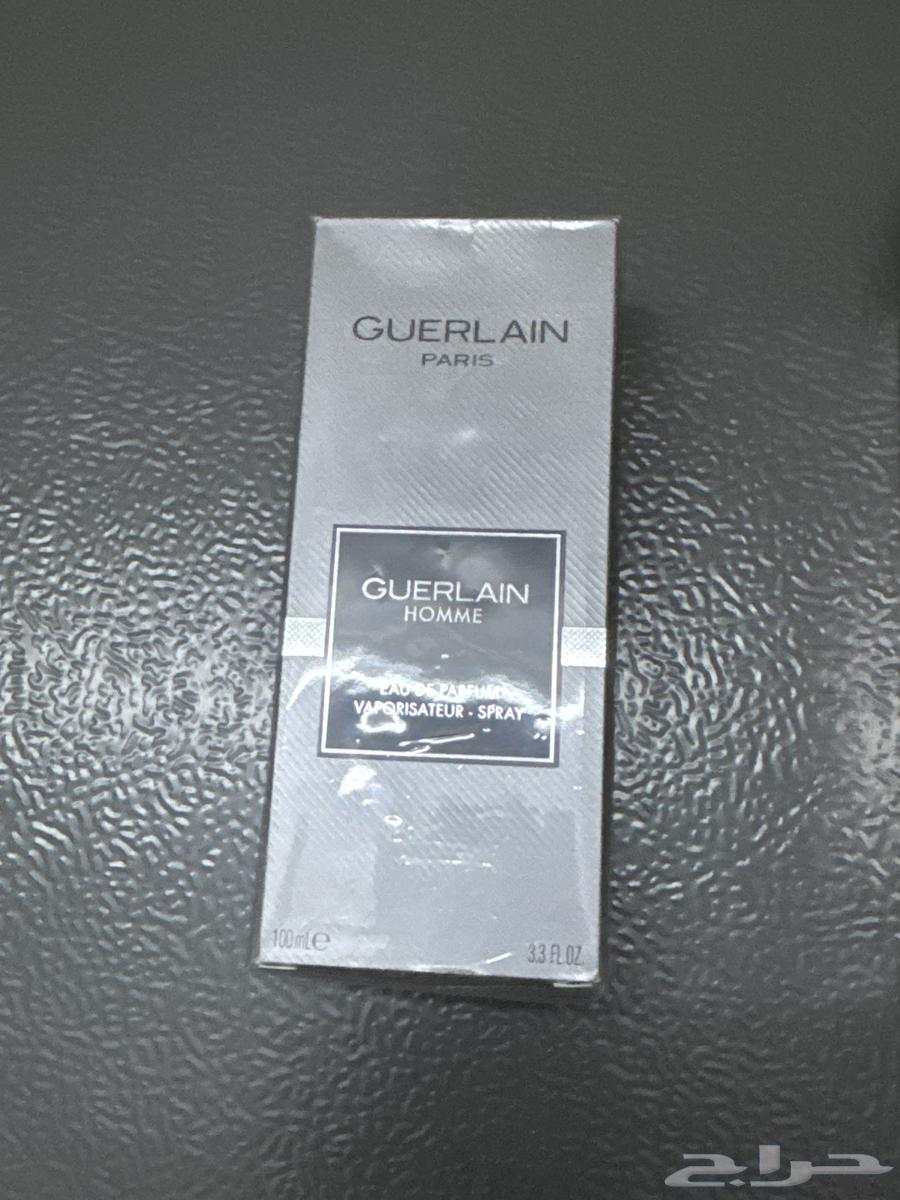 GUERLAIN
PARIS
GUERLAIN
HOMME
EAU DE PARFUM
VAPORISATEUR - SPRAY
100 mL ℮
3.3 FL.OZ.
حراج